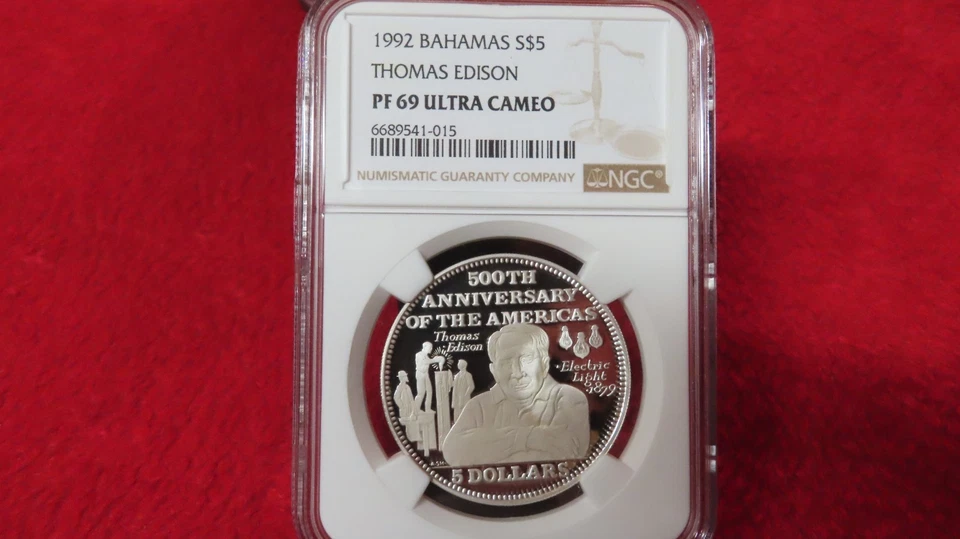 1992 BAHAMAS S$5
THOMAS EDISON
PF 69 ULTRA CAMEO
6689541-015
NUMISMATIC GUARANTY COMPANY
NGC®
500TH
ANNIVERSARY
OF THE AMERICAS
Thomas
Edison
Electric
Light
1879
5 DOLLARS